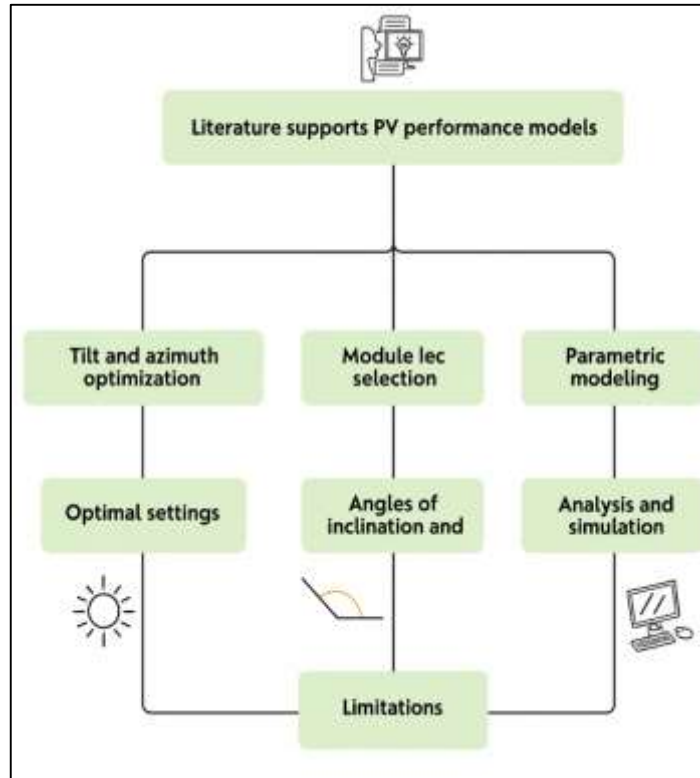 Literature supports PV performance models
Tilt and azimuth
optimization
Module lec
selection
Parametric
modeling
Optimal settings
Angles of
inclination and
Analysis and
simulation
Limitations